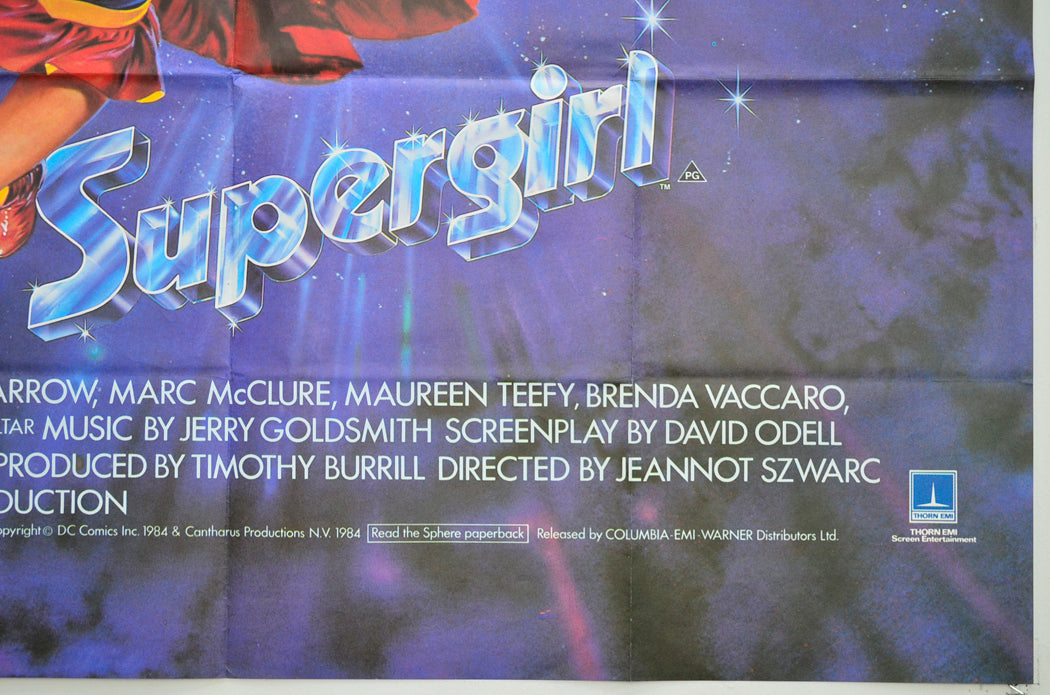 Supergirl
TM
PG
ARROW, MARC McCLURE, MAUREEN TEEFY, BRENDA VACCARO,
LTAR MUSIC BY JERRY GOLDSMITH SCREENPLAY BY DAVID ODELL
PRODUCED BY TIMOTHY BURRILL DIRECTED BY JEANNOT SZWARC
DUCTION
opyright © DC Comics Inc. 1984 & Cantharus Productions N.V. 1984 Read the Sphere paperback Released by COLUMBIA-EMI-WARNER Distributors Ltd.
THORN EMI
THORN EMI
Screen Entertainment